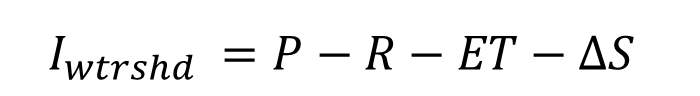 I_wtrshd = P − R − ET − ΔS